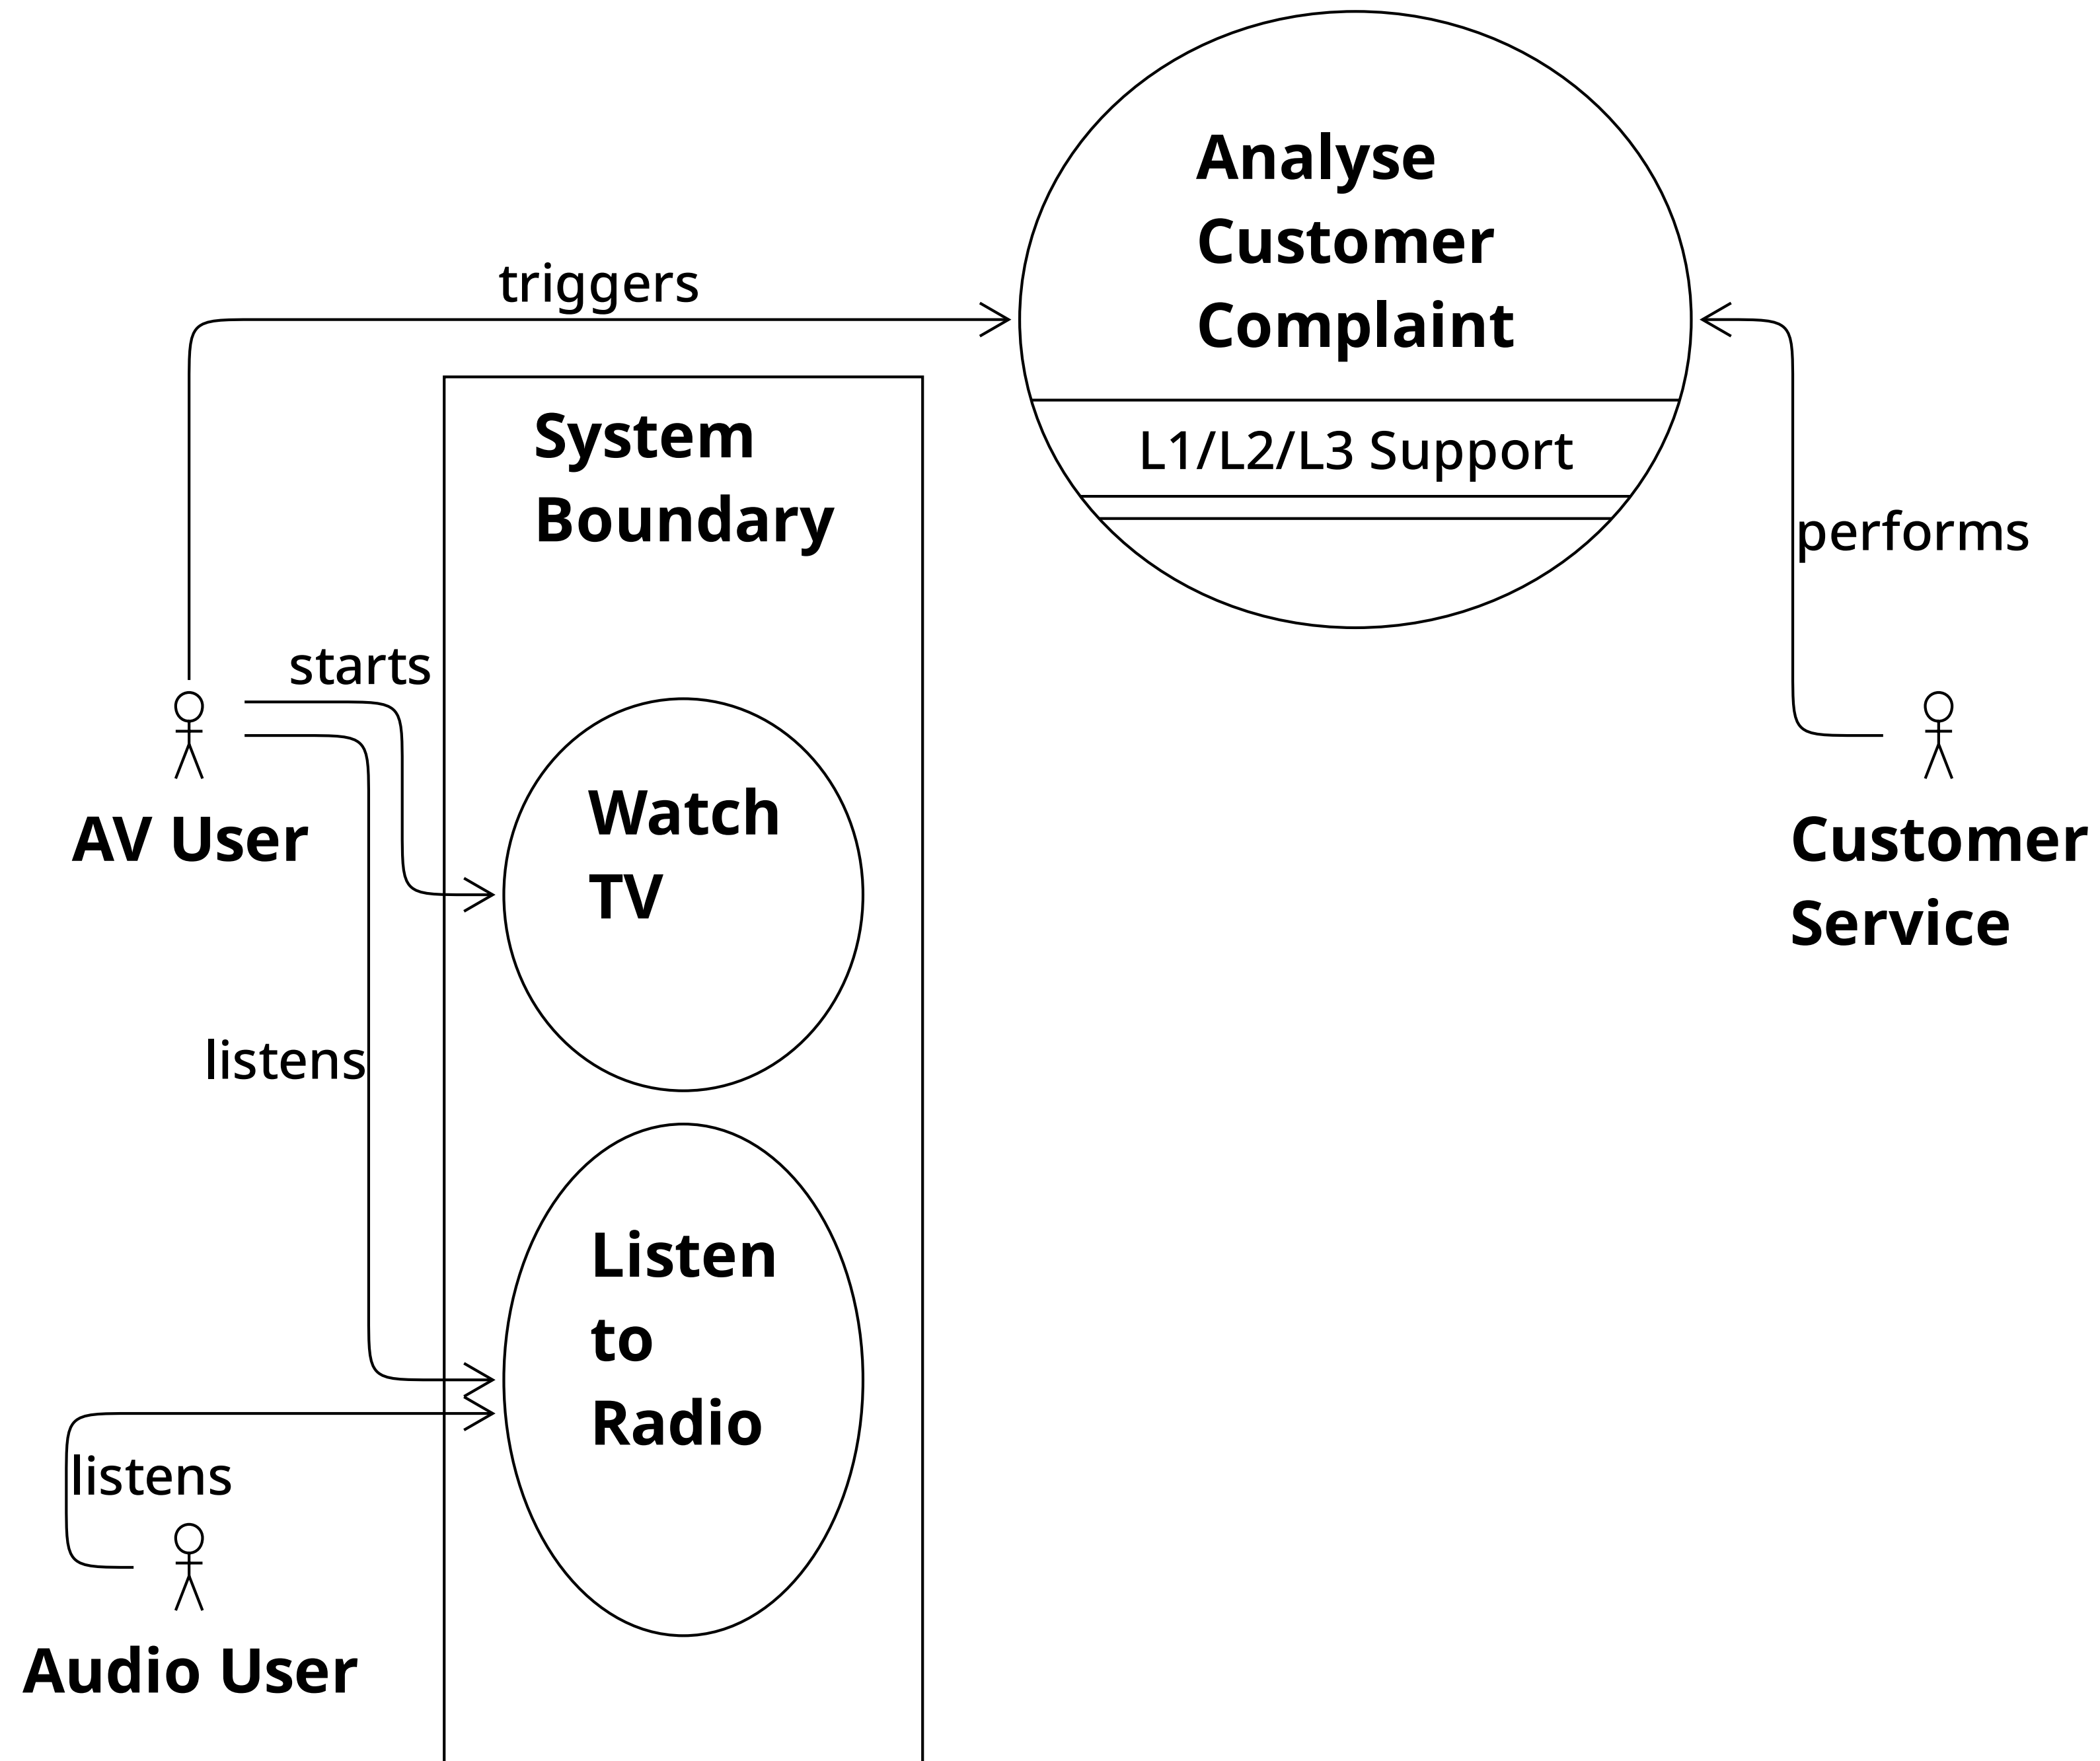 Analyse
Customer
Complaint
triggers
System
Boundary
L1/L2/L3 Support
performs
starts
AV User
Watch
TV
Customer
Service
listens
Listen
to
Radio
listens
Audio User